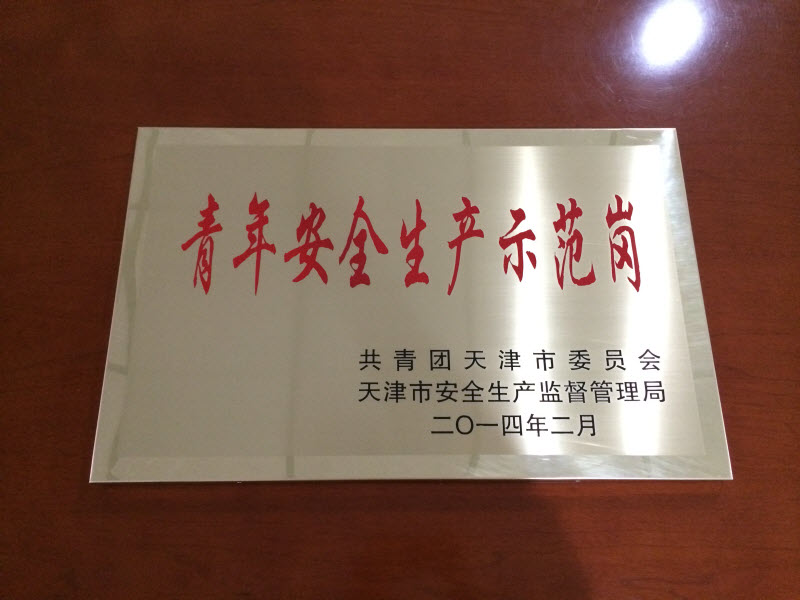 青年安全生产示范岗
共青团天津市委员会
天津市安全生产监督管理局
二〇一四年二月